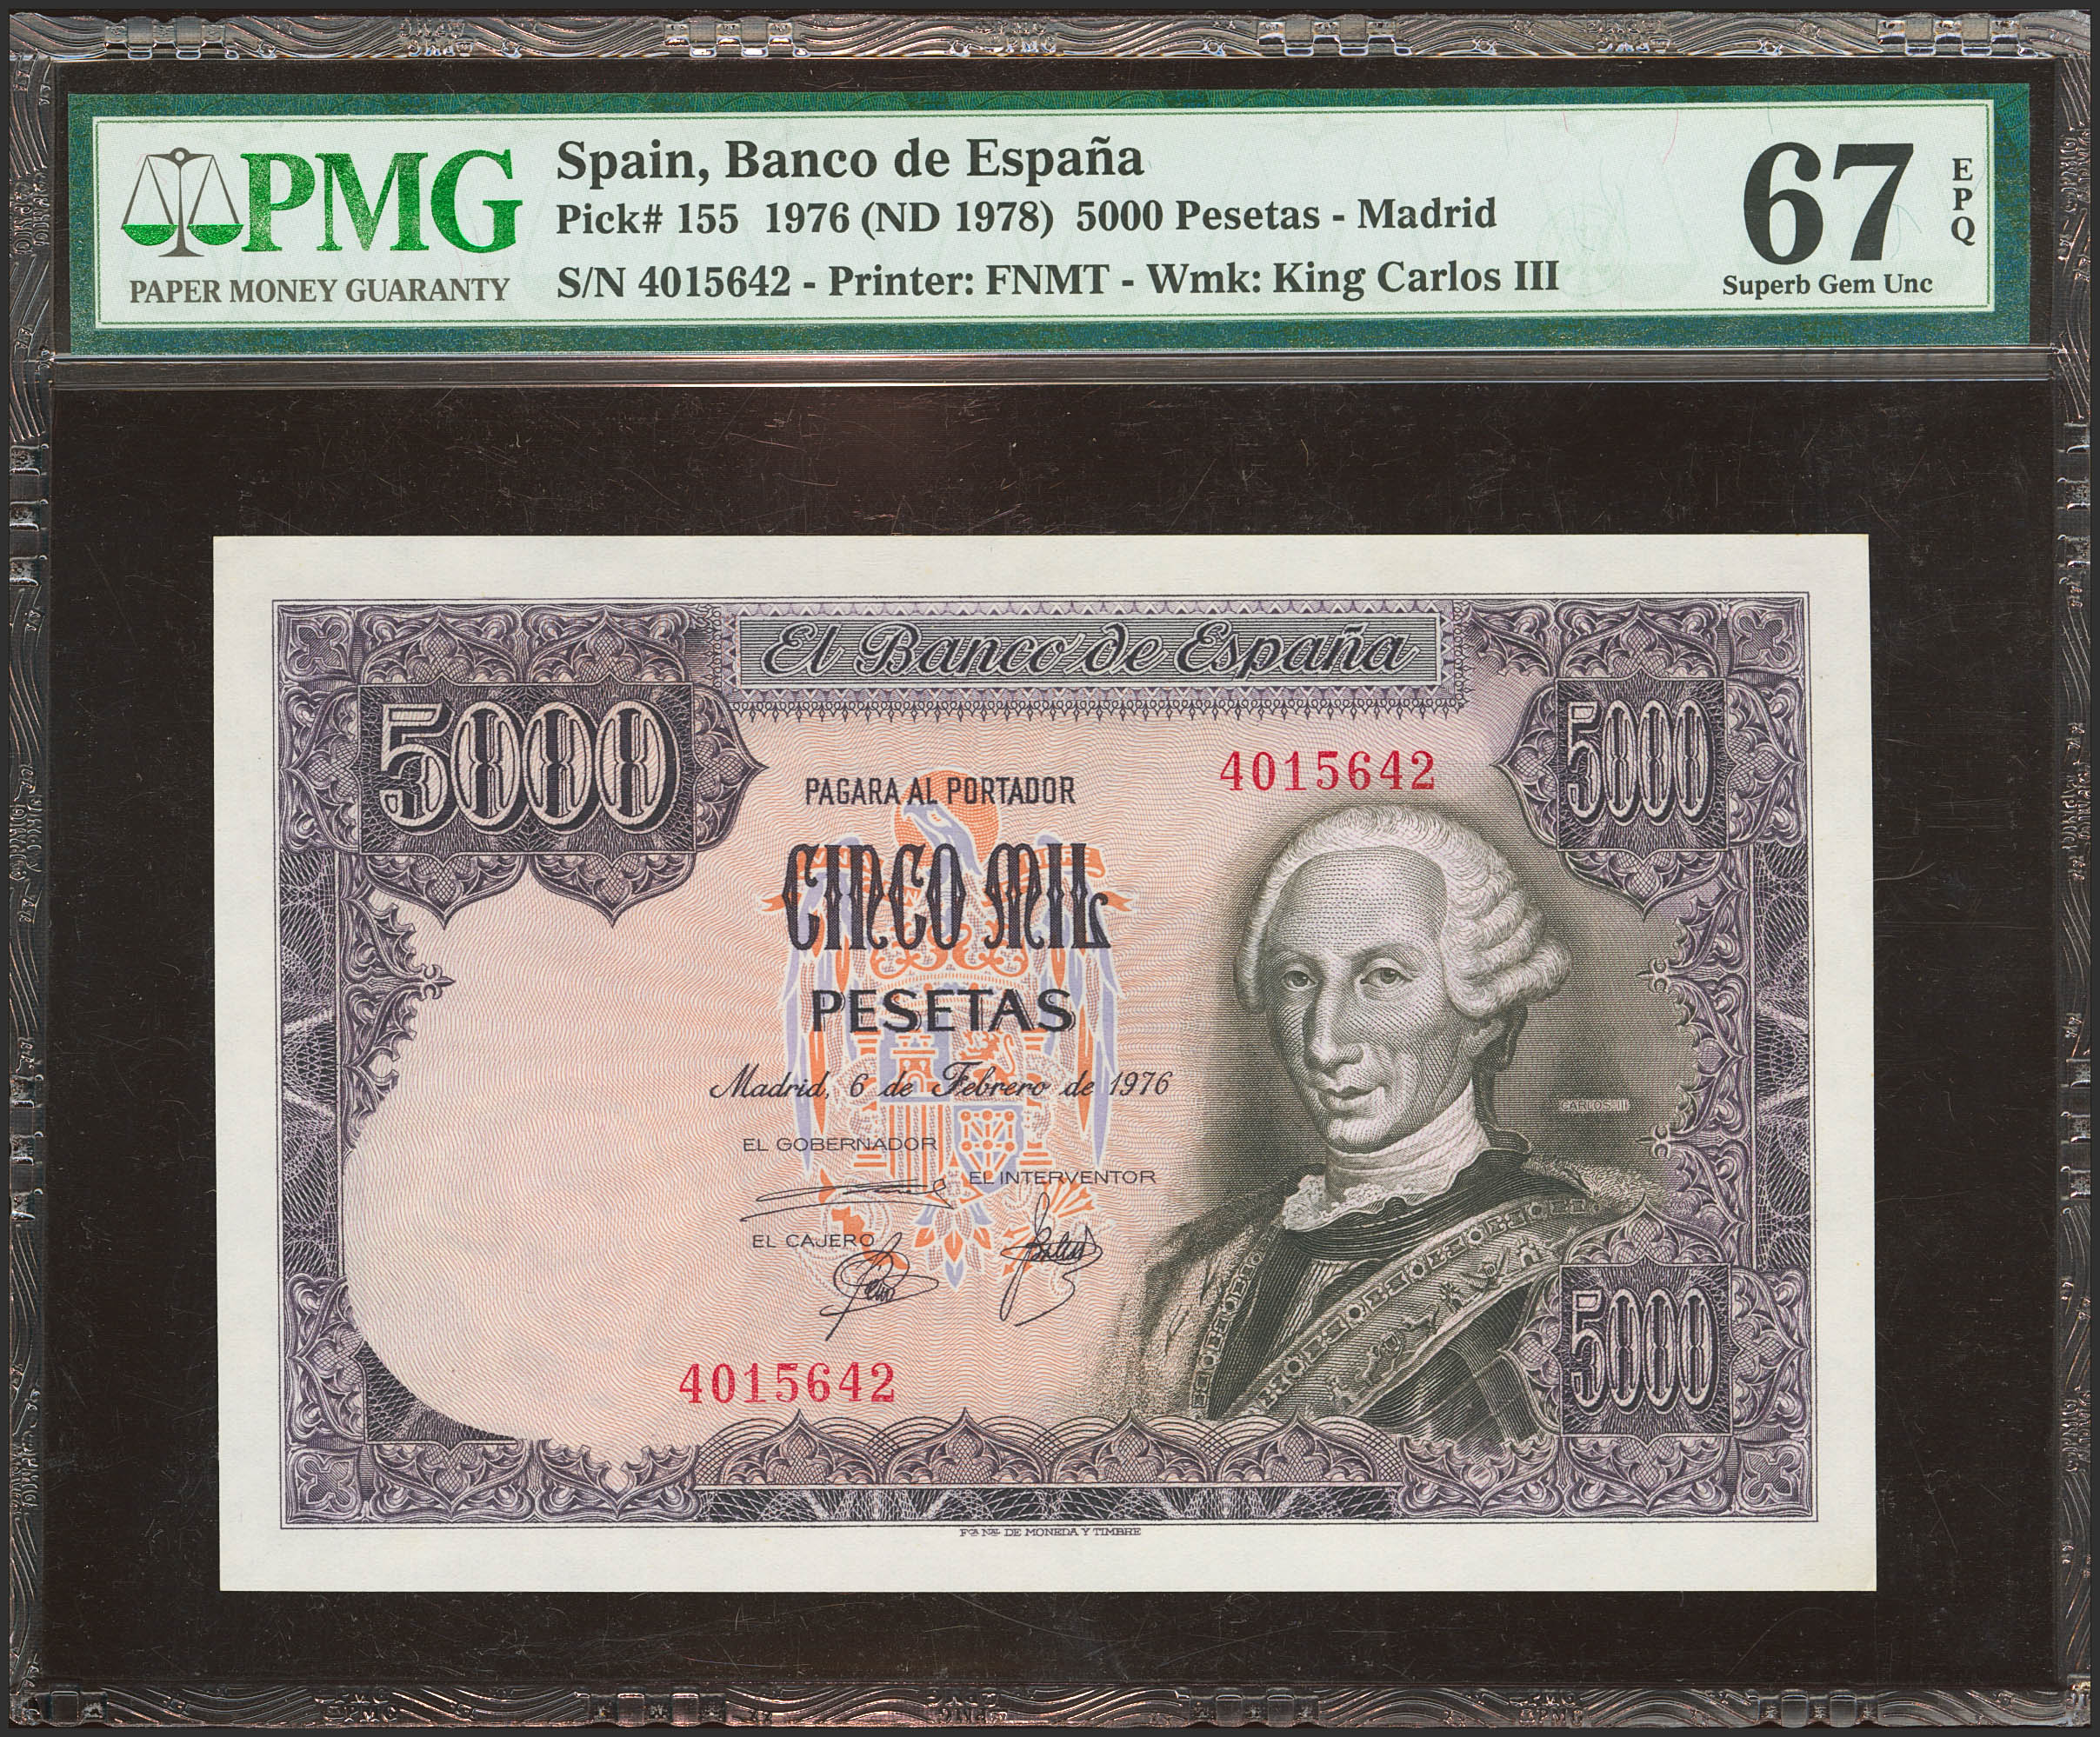 PMG
PAPER MONEY GUARANTY
Spain, Banco de España
Pick# 155 1976 (ND 1978) 5000 Pesetas - Madrid
S/N 4015642 - Printer: FNMT - Wmk: King Carlos III
67
EPQ
Superb Gem Unc
El Banco de España
5000
5000
4015642
PAGARA AL PORTADOR
CINCO MIL
PESETAS
Madrid, 6 de Febrero de 1976
CARLOS III
EL GOBERNADOR
EL INTERVENTOR
EL CAJERO
5000
4015642
FCA NAL DE MONEDA Y TIMBRE